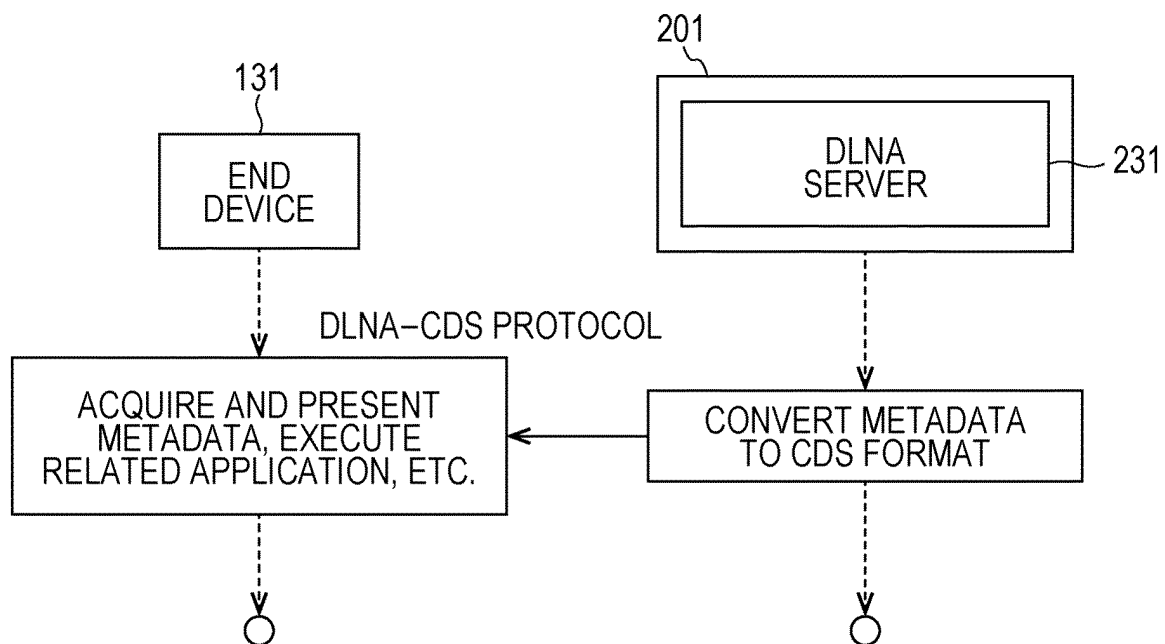 201
131
END
DEVICE
DLNA
SERVER
231
DLNA-CDS PROTOCOL
ACQUIRE AND PRESENT
METADATA, EXECUTE
RELATED APPLICATION, ETC.
CONVERT METADATA
TO CDS FORMAT